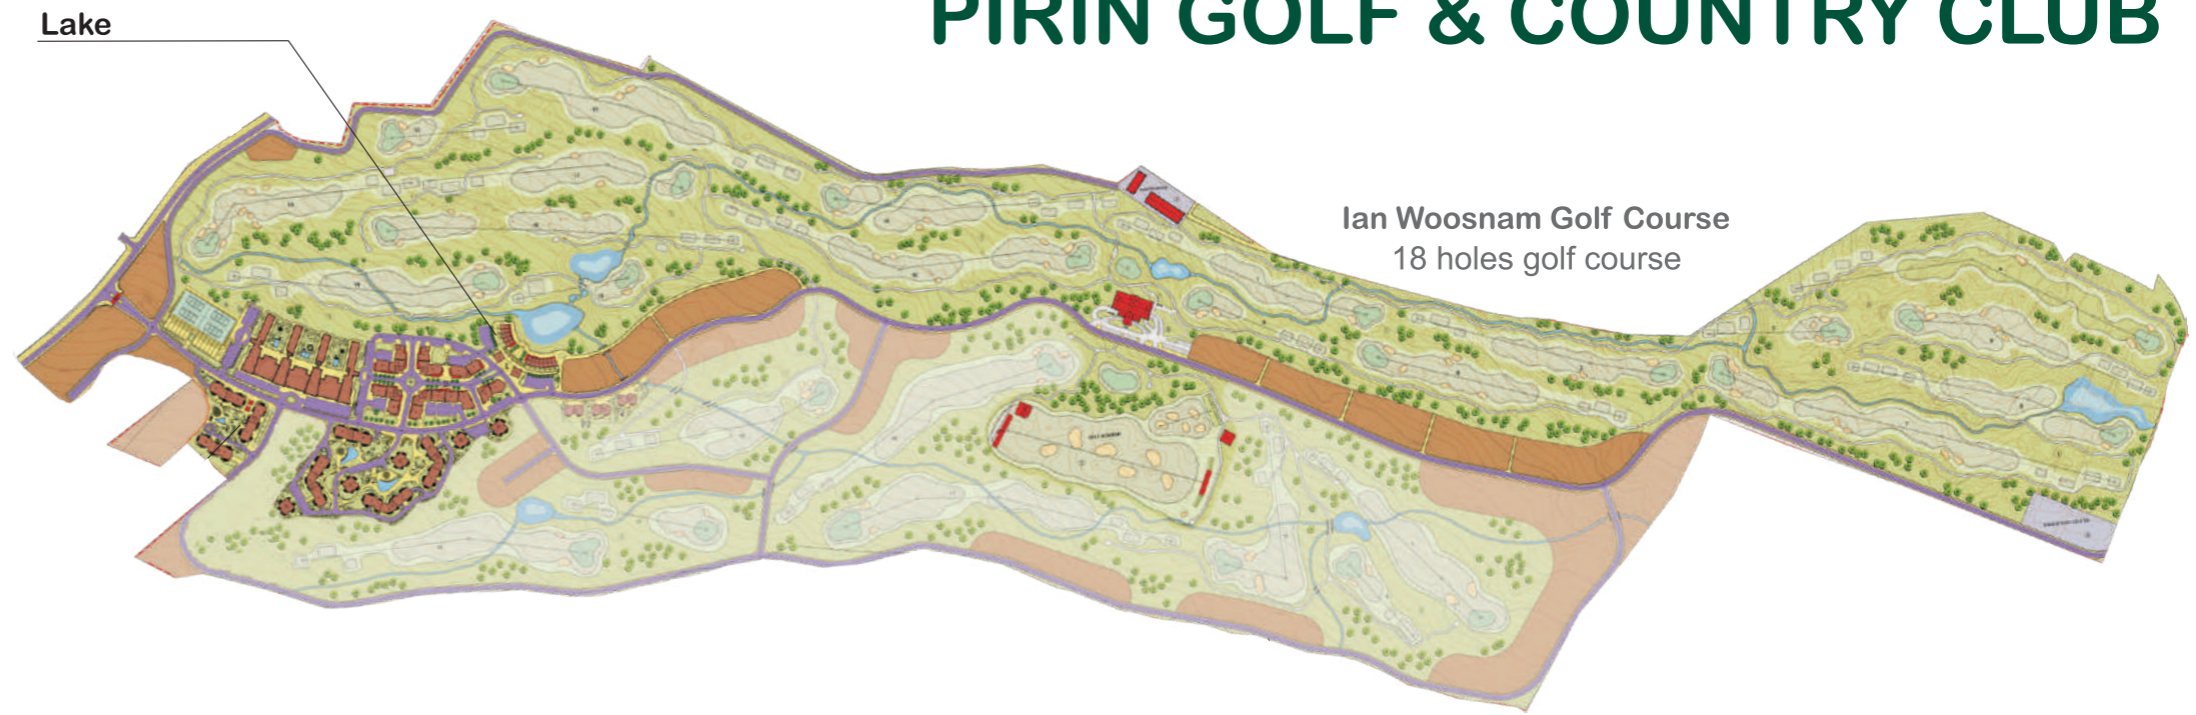 PIRIN GOLF & COUNTRY CLUB
Lake
Ian Woosnam Golf Course
18 holes golf course